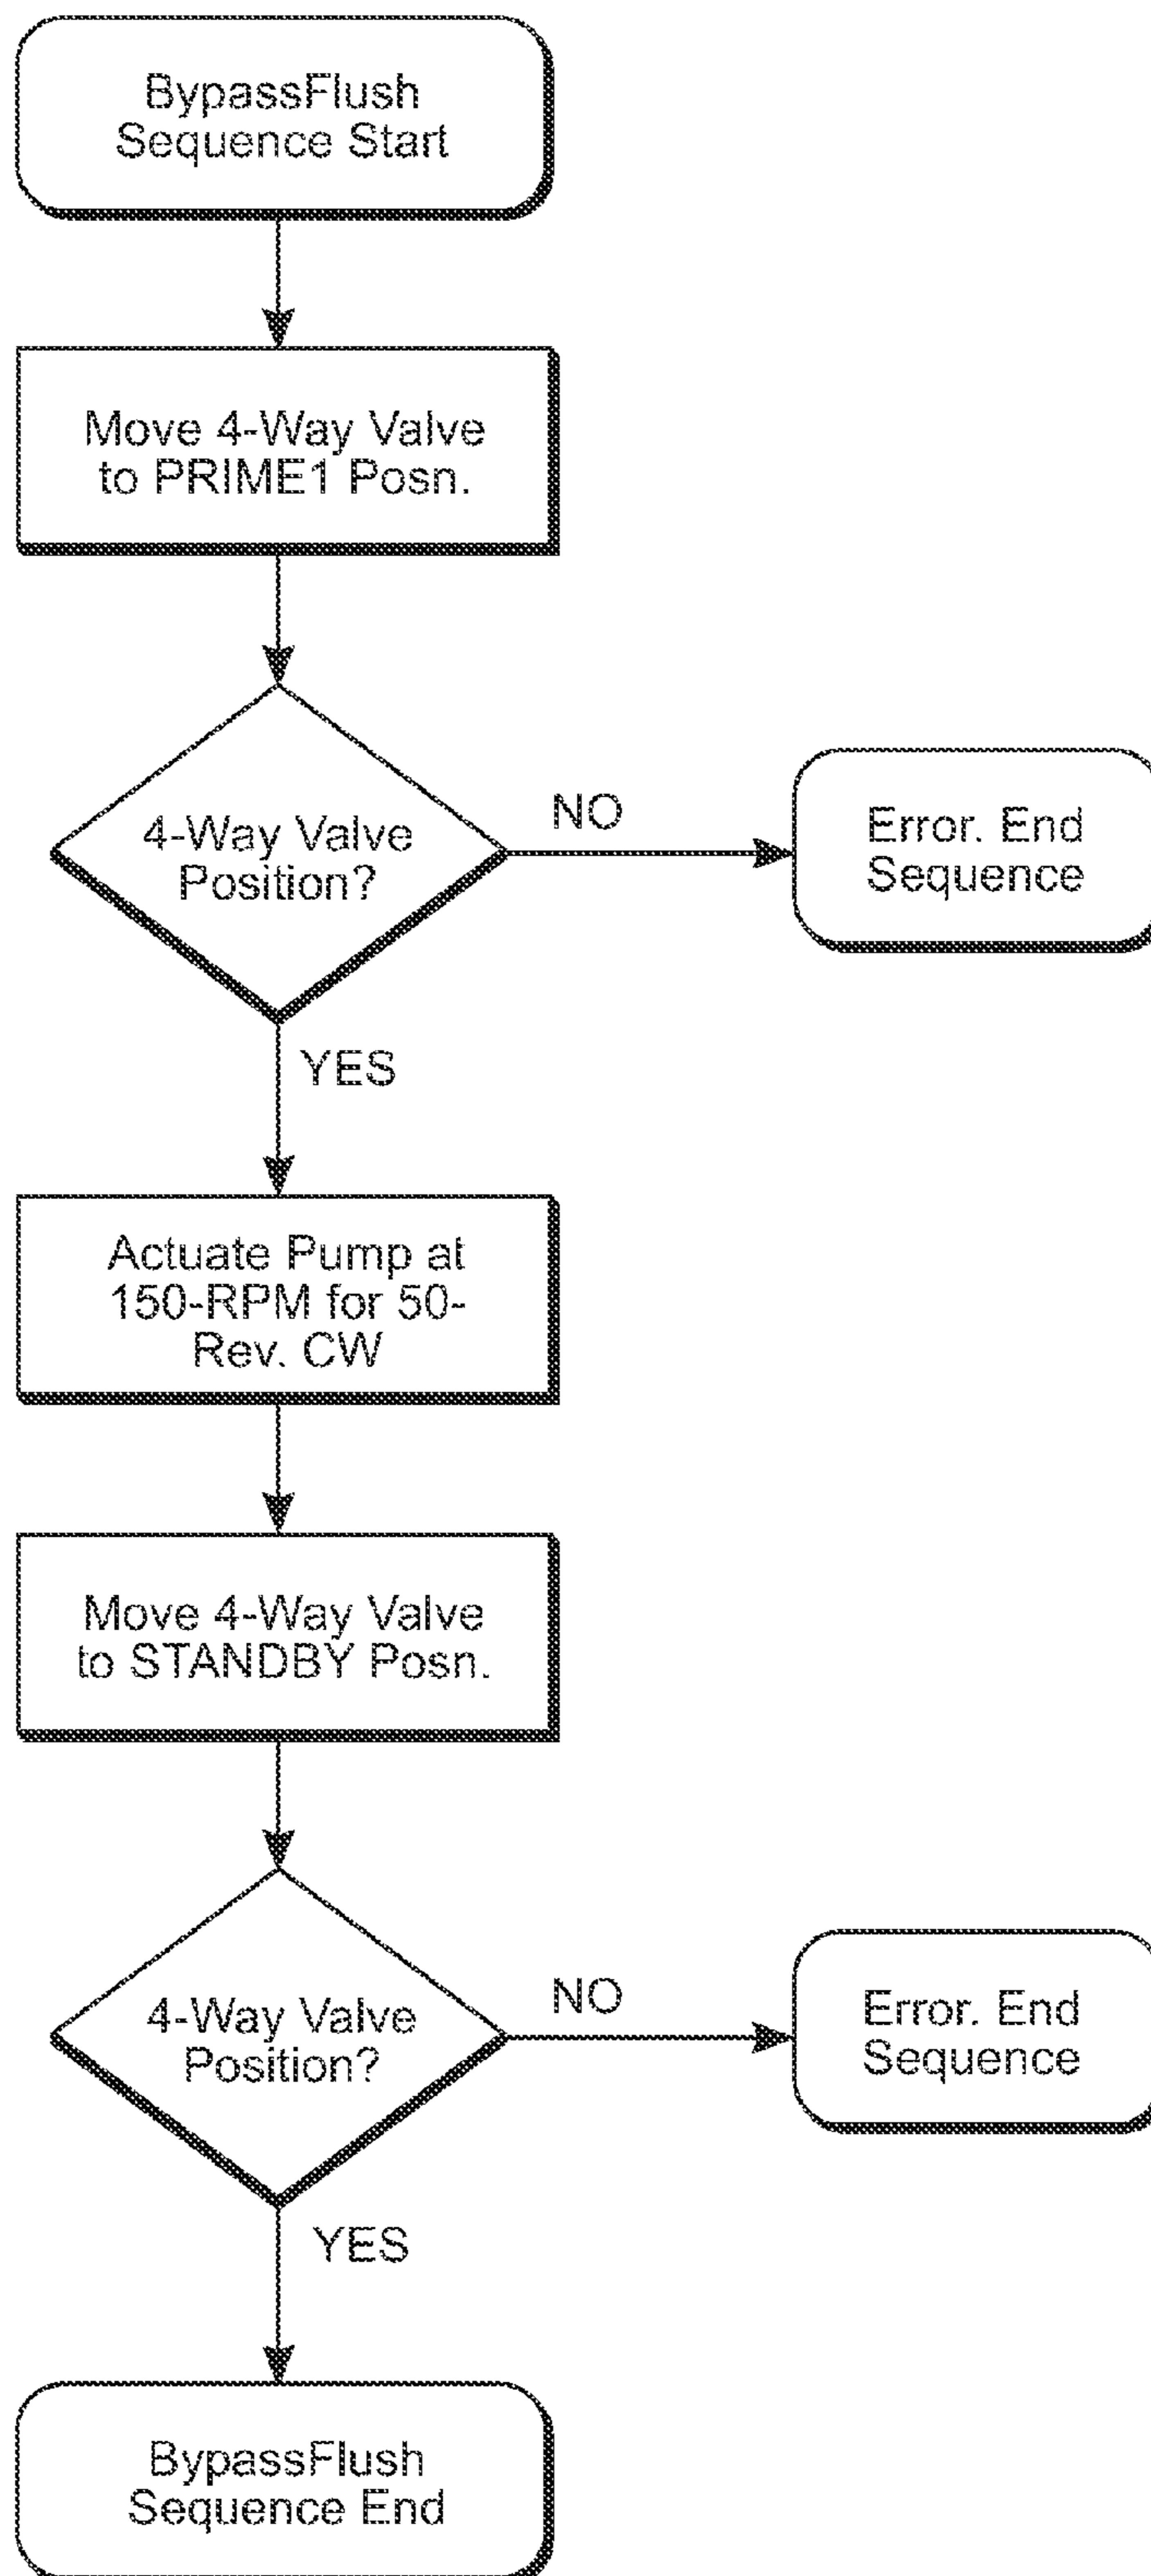 BypassFlush
Sequence Start
Move 4-Way Valve
to PRIME1 Posn.
4-Way Valve
Position?
NO
Error. End
Sequence
YES
Actuate Pump at
150-RPM for 50-
Rev. CW
Move 4-Way Valve
to STANDBY Posn.
4-Way Valve
Position?
NO
Error. End
Sequence
YES
BypassFlush
Sequence End